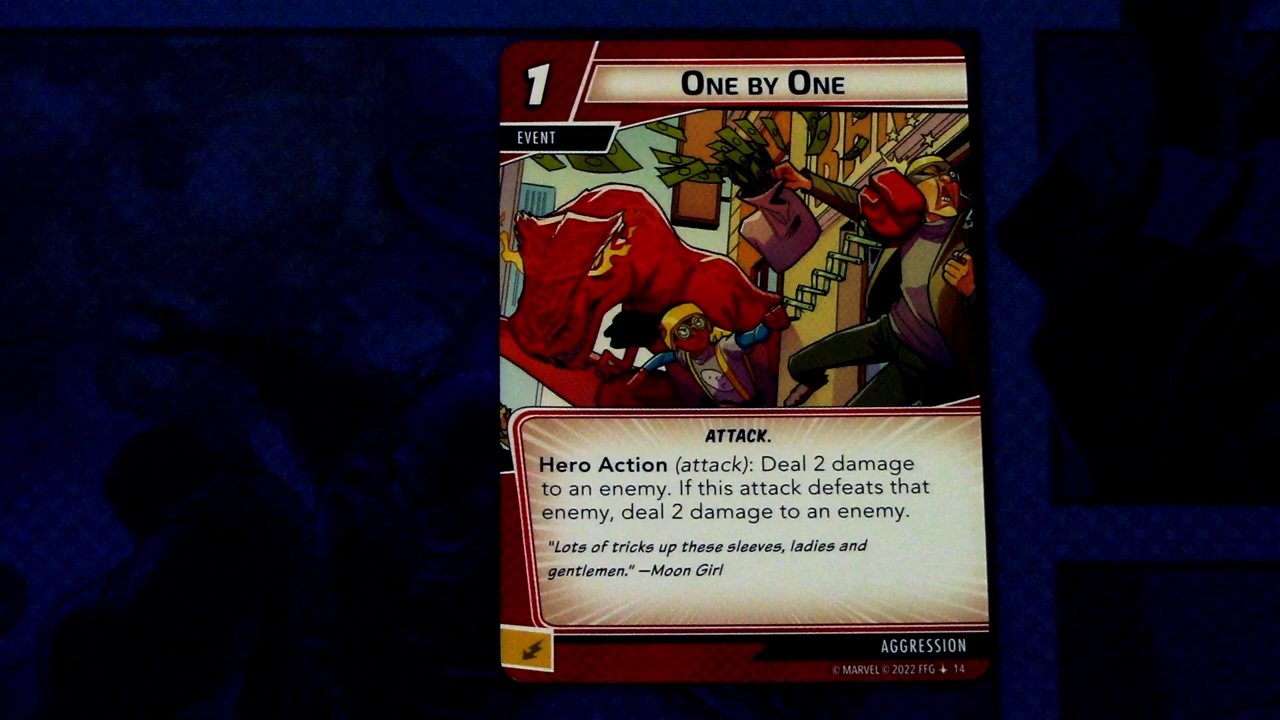 1
ONE BY ONE
EVENT
ATTACK.
Hero Action (attack): Deal 2 damage
to an enemy. If this attack defeats that
enemy, deal 2 damage to an enemy.
"Lots of tricks up these sleeves, ladies and
gentlemen." —Moon Girl
AGGRESSION
© MARVEL © 2022 FFG 14